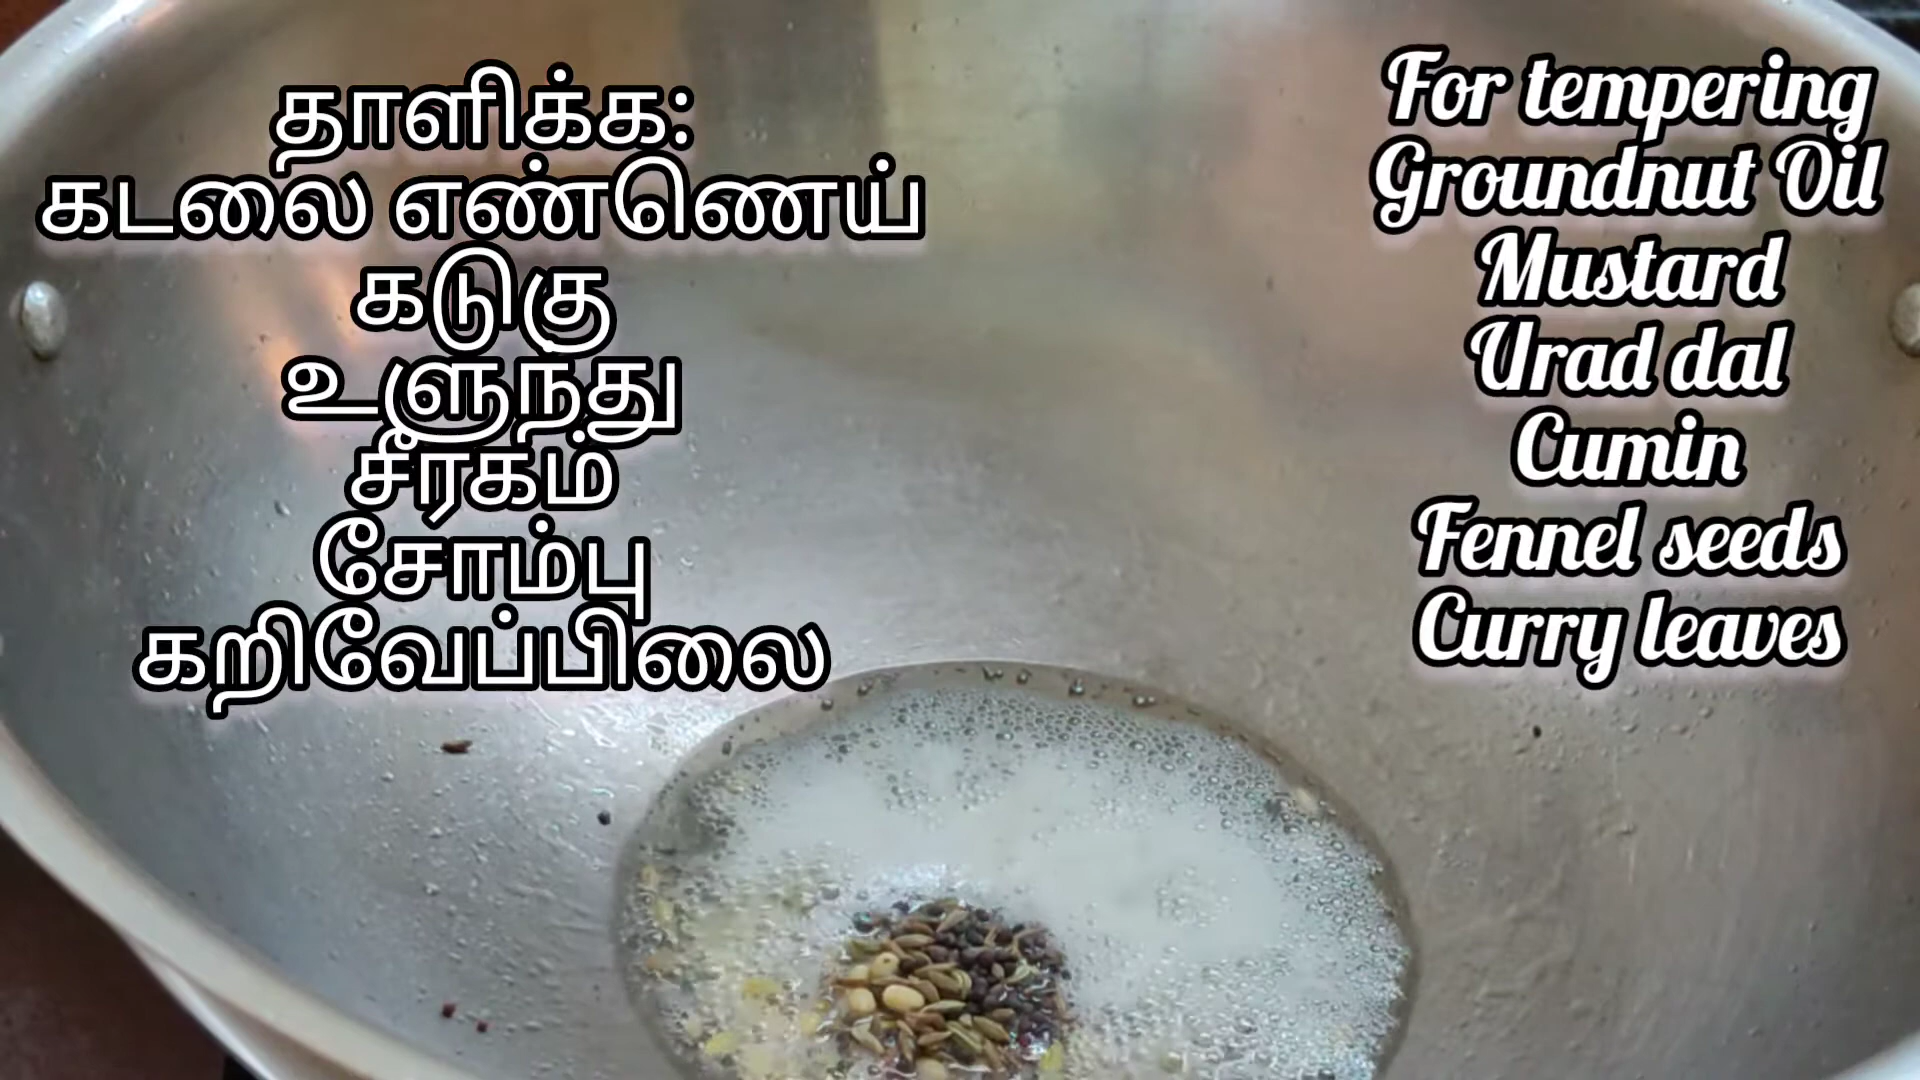 தாளிக்க:
கடலை எண்ணெய்
கடுகு
உளுந்து
சீரகம்
சோம்பு
கறிவேப்பிலை
For tempering
Groundnut Oil
Mustard
Urad dal
Cumin
Fennel seeds
Curry leaves